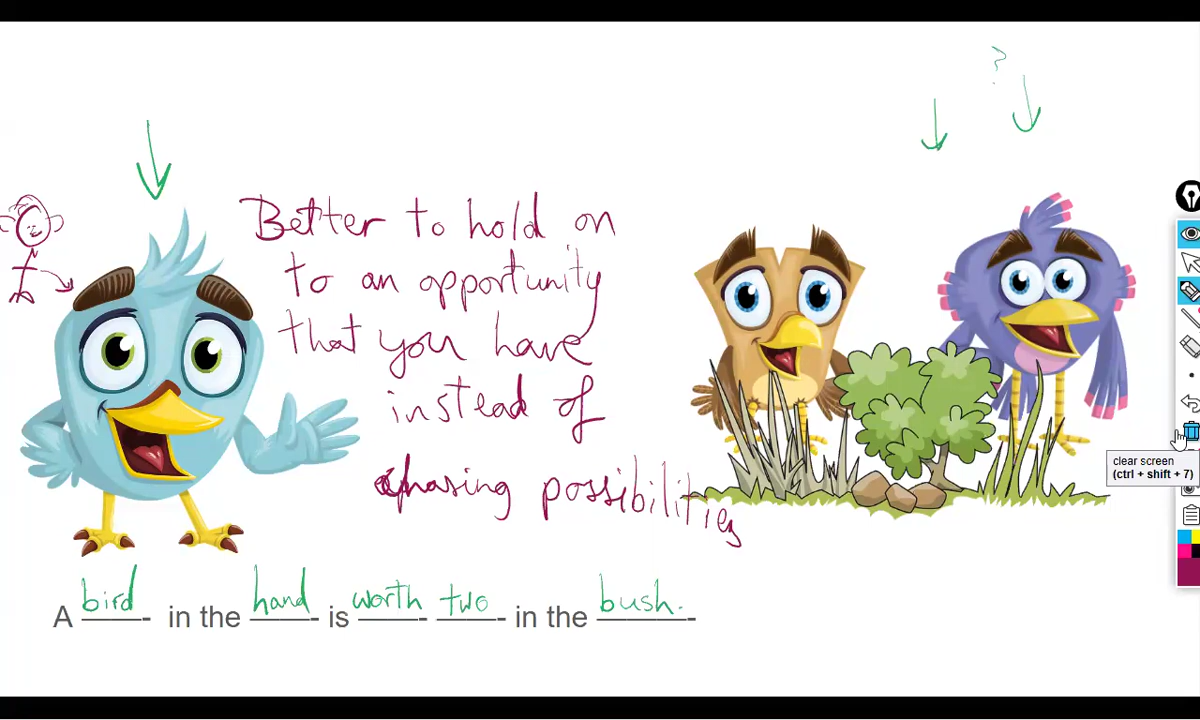 ?
Better to hold on
to an opportunity
that you have
instead of
chasing possibilities
clear screen
(ctrl + shift + 7)
A bird - in the hand - is worth - two - in the bush. -